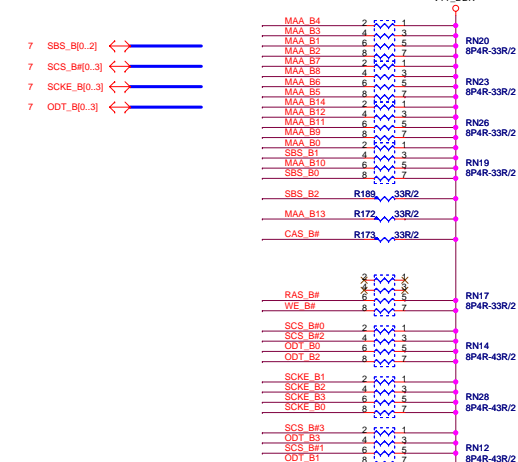 7 SBS_B[0..2]
7 SCS_B#[0..3]
7 SCKE_B[0..3]
7 ODT_B[0..3]
MAA_B4 2 1
MAA_B3 4 3
MAA_B1 6 5 RN20
MAA_B2 8 7 8P4R-33R/2
MAA_B7 2 1
MAA_B8 4 3
MAA_B6 6 5 RN23
MAA_B5 8 7 8P4R-33R/2
MAA_B14 2 1
MAA_B12 4 3
MAA_B11 6 5 RN26
MAA_B9 8 7 8P4R-33R/2
MAA_B0 2 1
SBS_B1 4 3
MAA_B10 6 5 RN19
SBS_B0 8 7 8P4R-33R/2
SBS_B2 R189 33R/2
MAA_B13 R172 33R/2
CAS_B# R173 33R/2
2 1
4 3
RAS_B# 6 5 RN17
WE_B# 8 7 8P4R-33R/2
SCS_B#0 2 1
SCS_B#2 4 3
ODT_B0 6 5 RN14
ODT_B2 8 7 8P4R-43R/2
SCKE_B1 2 1
SCKE_B2 4 3
SCKE_B3 6 5 RN28
SCKE_B0 8 7 8P4R-43R/2
SCS_B#3 2 1
ODT_B3 4 3
SCS_B#1 6 5 RN12
ODT_B1 8 7 8P4R-43R/2